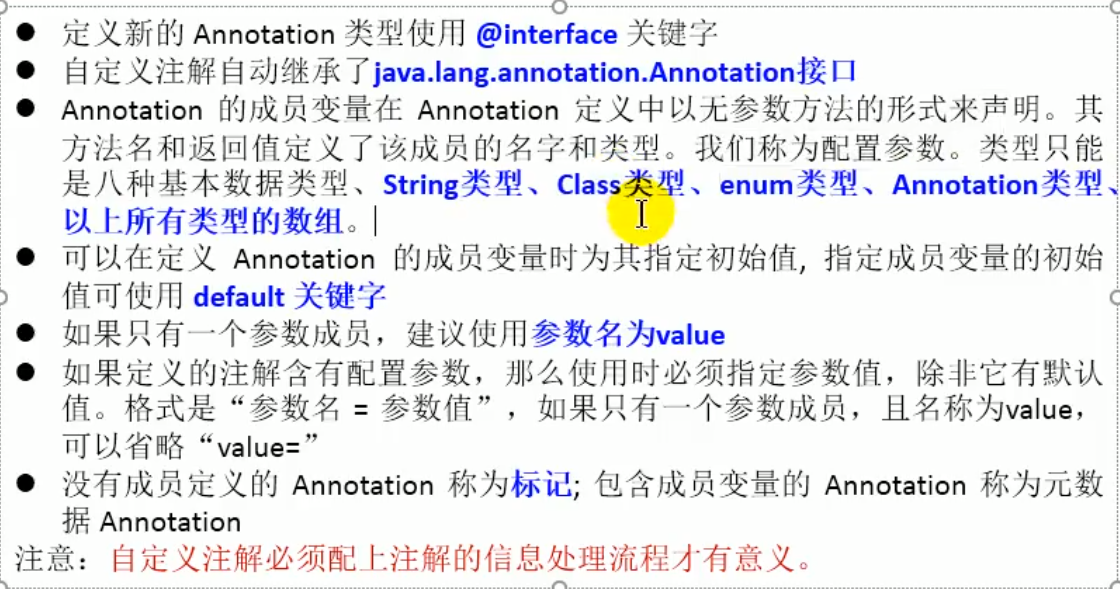 ● 定义新的 Annotation 类型使用 @interface 关键字
● 自定义注解自动继承了java.lang.annotation.Annotation接口
● Annotation 的成员变量在 Annotation 定义中以无参数方法的形式来声明。其
方法名和返回值定义了该成员的名字和类型。我们称为配置参数。类型只能
是八种基本数据类型、String类型、Class类型、enum类型、Annotation类型、
以上所有类型的数组。
● 可以在定义 Annotation 的成员变量时为其指定初始值, 指定成员变量的初始
值可使用 default 关键字
● 如果只有一个参数成员，建议使用参数名为value
● 如果定义的注解含有配置参数，那么使用时必须指定参数值，除非它有默认
值。格式是“参数名 = 参数值”，如果只有一个参数成员，且名称为value，
可以省略“value=”
● 没有成员定义的 Annotation 称为标记; 包含成员变量的 Annotation 称为元数
据 Annotation
注意：自定义注解必须配上注解的信息处理流程才有意义。